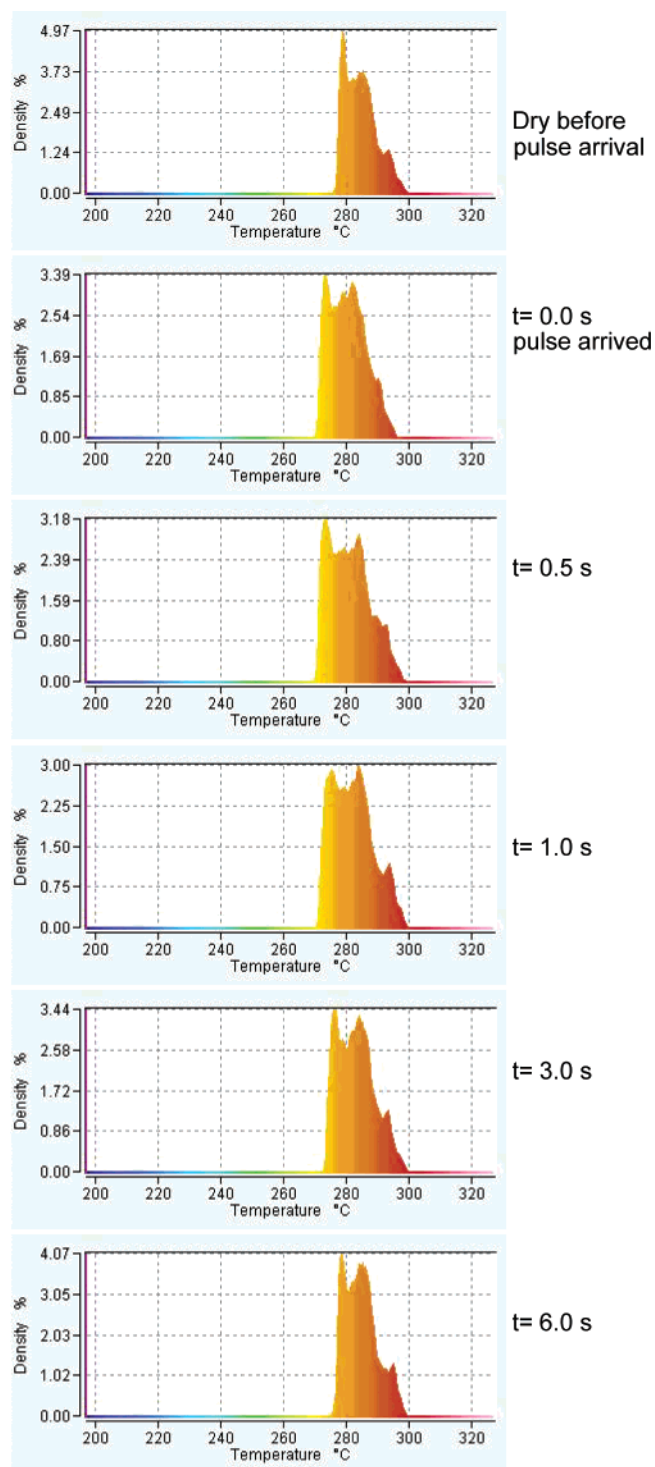 4.97
3.73
2.49
1.24
0.00
Density %
200 220 240 260 280 300 320
Temperature °C
Dry before
pulse arrival
3.39
2.54
1.69
0.85
0.00
Density %
200 220 240 260 280 300 320
Temperature °C
t= 0.0 s
pulse arrived
3.18
2.39
1.59
0.80
0.00
Density %
200 220 240 260 280 300 320
Temperature °C
t= 0.5 s
3.00
2.25
1.50
0.75
0.00
Density %
200 220 240 260 280 300 320
Temperature °C
t= 1.0 s
3.44
2.58
1.72
0.86
0.00
Density %
200 220 240 260 280 300 320
Temperature °C
t= 3.0 s
4.07
3.05
2.03
1.02
0.00
Density %
200 220 240 260 280 300 320
Temperature °C
t= 6.0 s